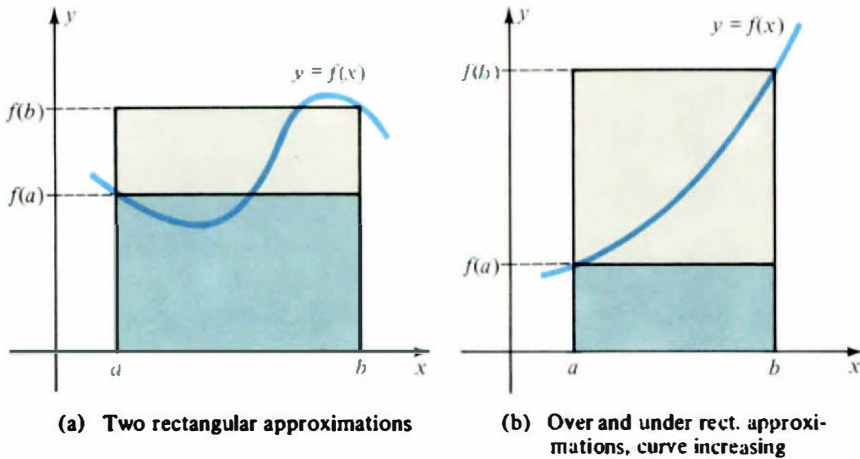 y
y = f(x)
f(b)
f(a)
a
b
x
(a) Two rectangular approximations
y
y = f(x)
f(b)
f(a)
a
b
x
(b) Over and under rect. approxi-
mations, curve increasing